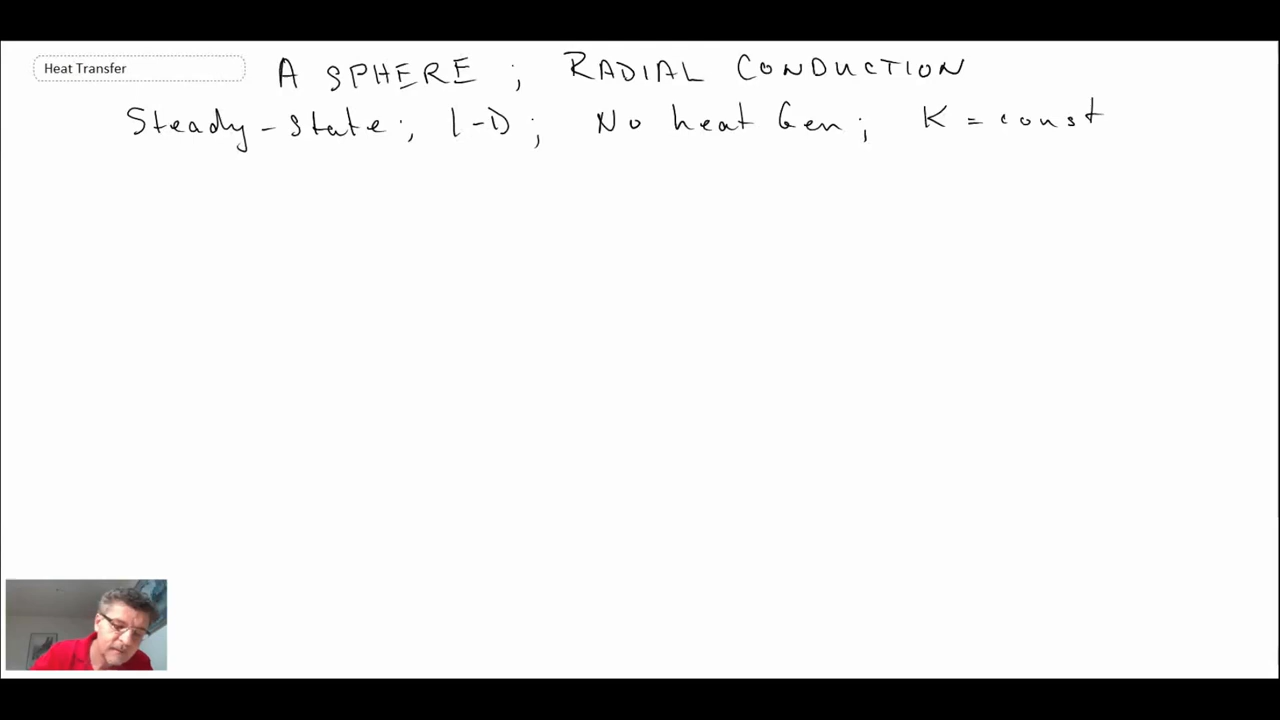 Heat Transfer
A SPHERE ; RADIAL CONDUCTION
Steady-state ; 1-D ; No heat Gen ; K = const